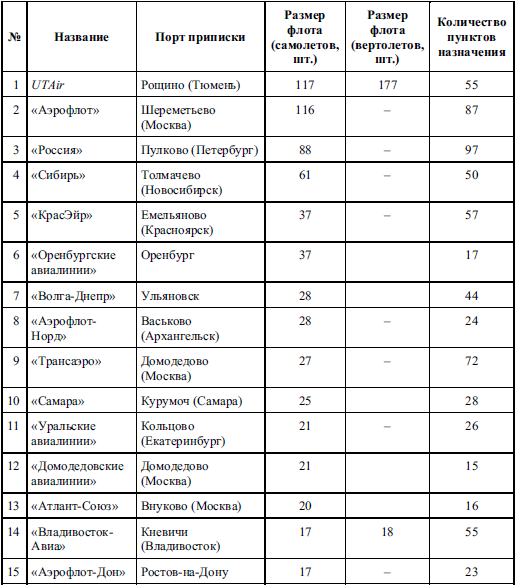 № Название Порт приписки Размер флота (самолетов, шт.) Размер флота (вертолетов, шт.) Количество пунктов назначения
1 UTAir Рощино (Тюмень) 117 177 55
2 «Аэрофлот» Шереметьево (Москва) 116 – 87
3 «Россия» Пулково (Петербург) 88 – 97
4 «Сибирь» Толмачево (Новосибирск) 61 – 50
5 «КрасЭйр» Емельяново (Красноярск) 37 – 57
6 «Оренбургские авиалинии» Оренбург 37 17
7 «Волга-Днепр» Ульяновск 28 – 44
8 «Аэрофлот-Норд» Васьково (Архангельск) 28 – 24
9 «Трансаэро» Домодедово (Москва) 27 – 72
10 «Самара» Курумоч (Самара) 25 28
11 «Уральские авиалинии» Кольцово (Екатеринбург) 21 – 26
12 «Домодедовские авиалинии» Домодедово (Москва) 21 15
13 «Атлант-Союз» Внуково (Москва) 20 16
14 «Владивосток-Авиа» Кневичи (Владивосток) 17 18 55
15 «Аэрофлот-Дон» Ростов-на-Дону 17 – 23